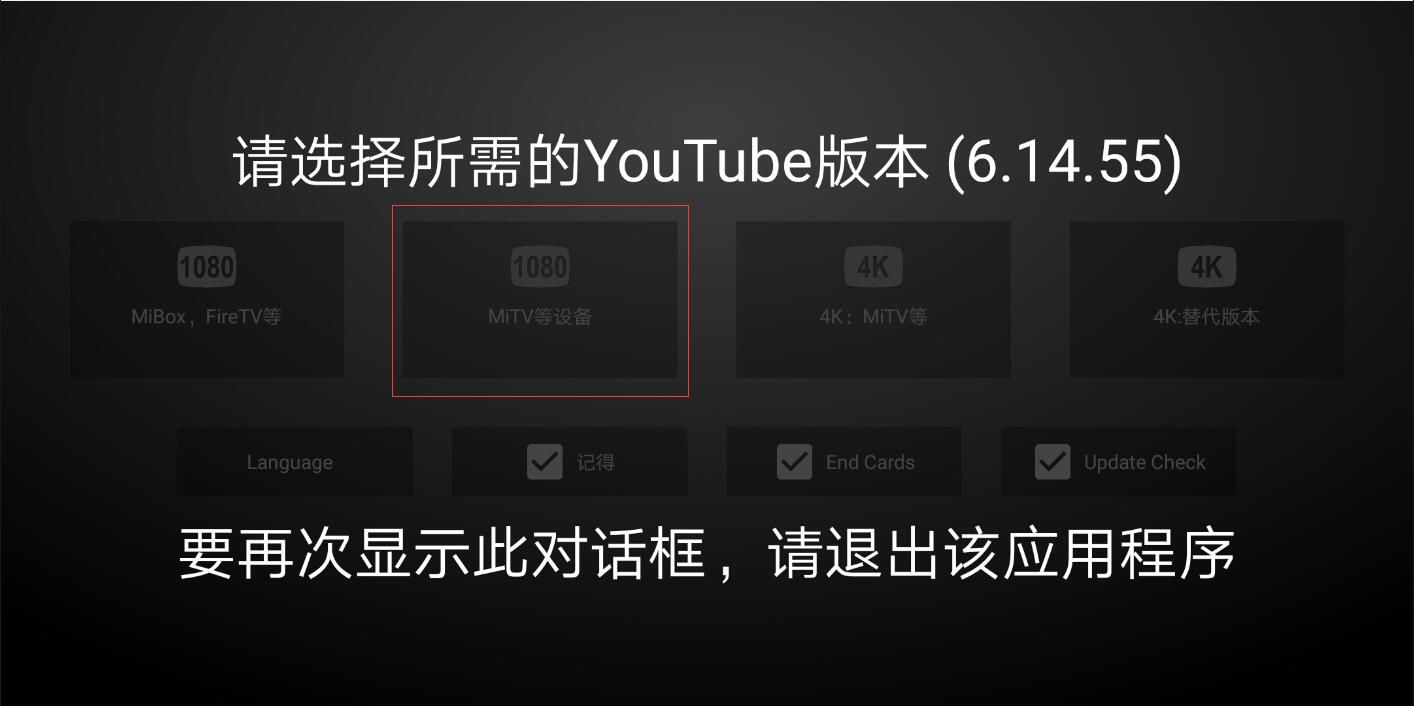 请选择所需的YouTube版本 (6.14.55)
1080
1080
4K
4K
MiBox，FireTV等
MiTV等设备
4K：MiTV等
4K:替代版本
Language
记得
End Cards
Update Check
要再次显示此对话框，请退出该应用程序